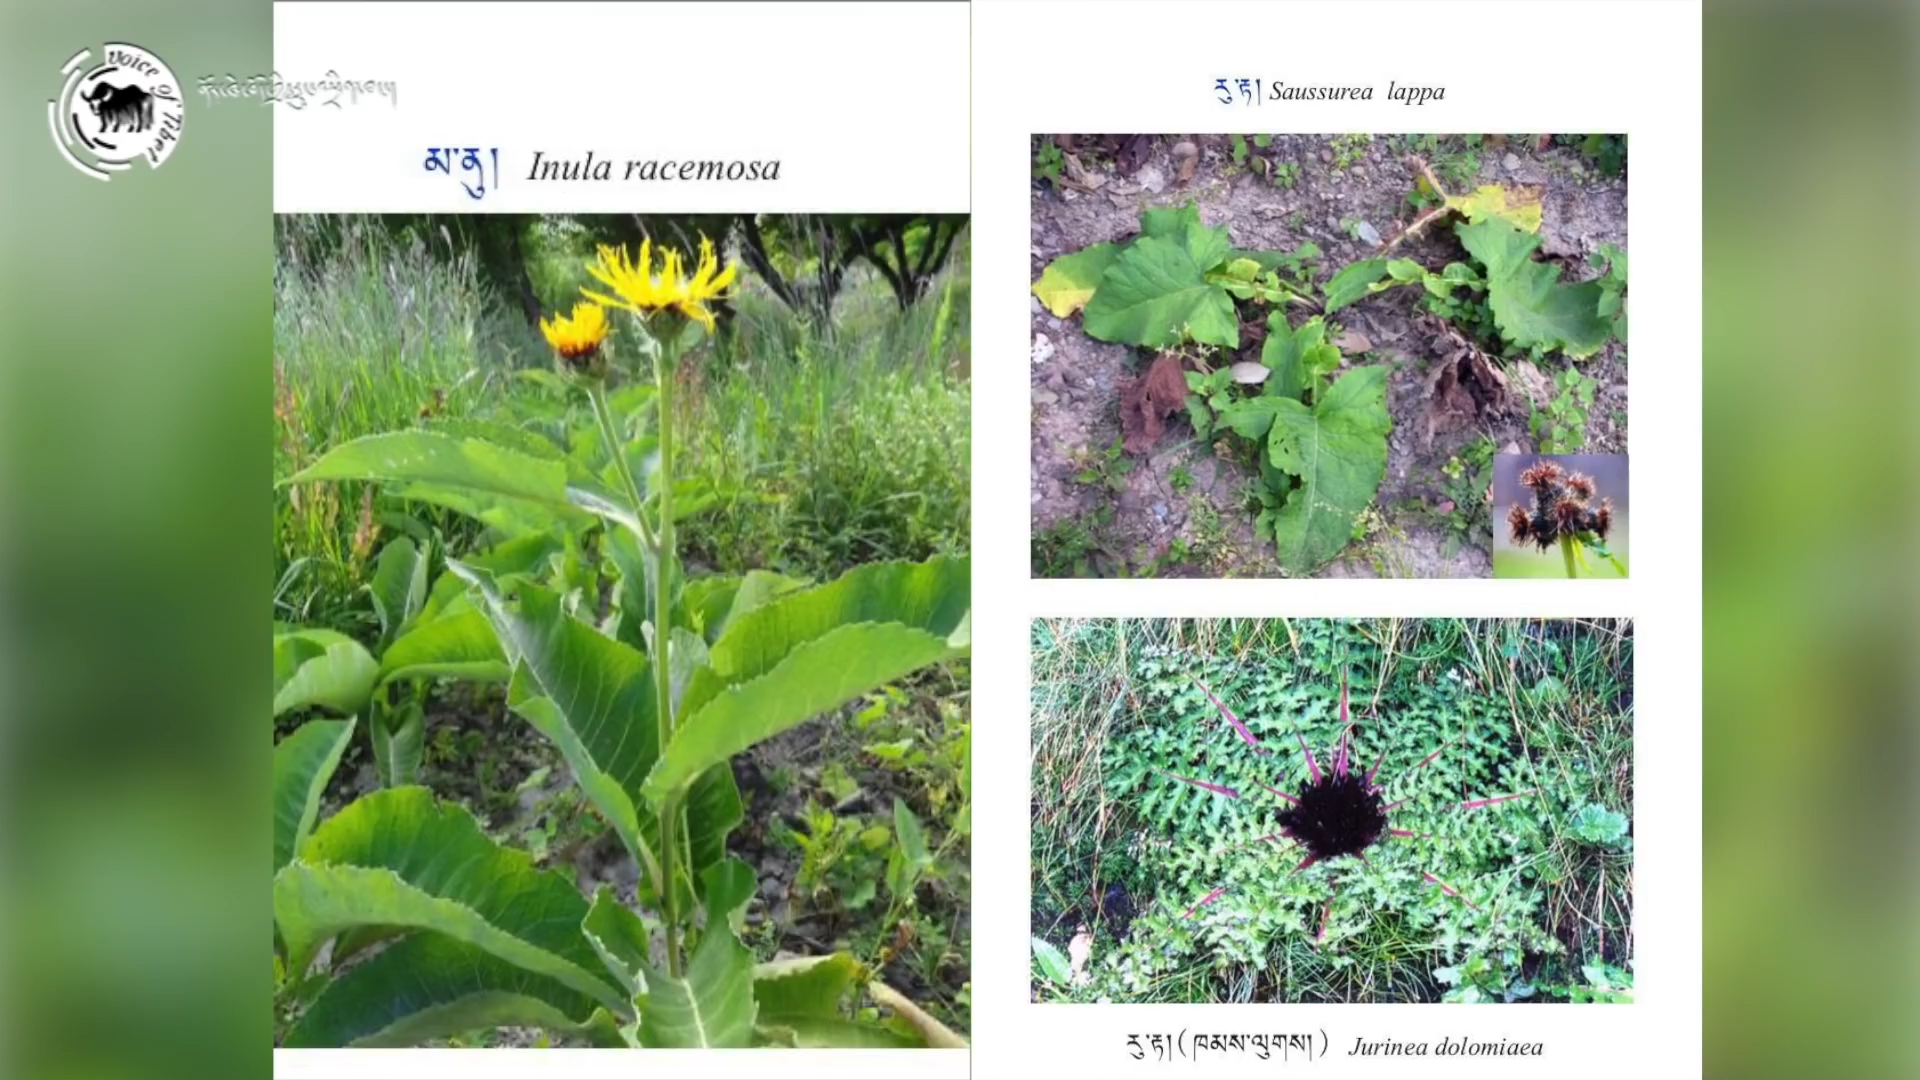 Voice of Tibet
མ་ནུ། Inula racemosa
རུ་རྟ། Saussurea lappa
རུ་རྟ། (ཁམས་ལུགས།) Jurinea dolomiaea